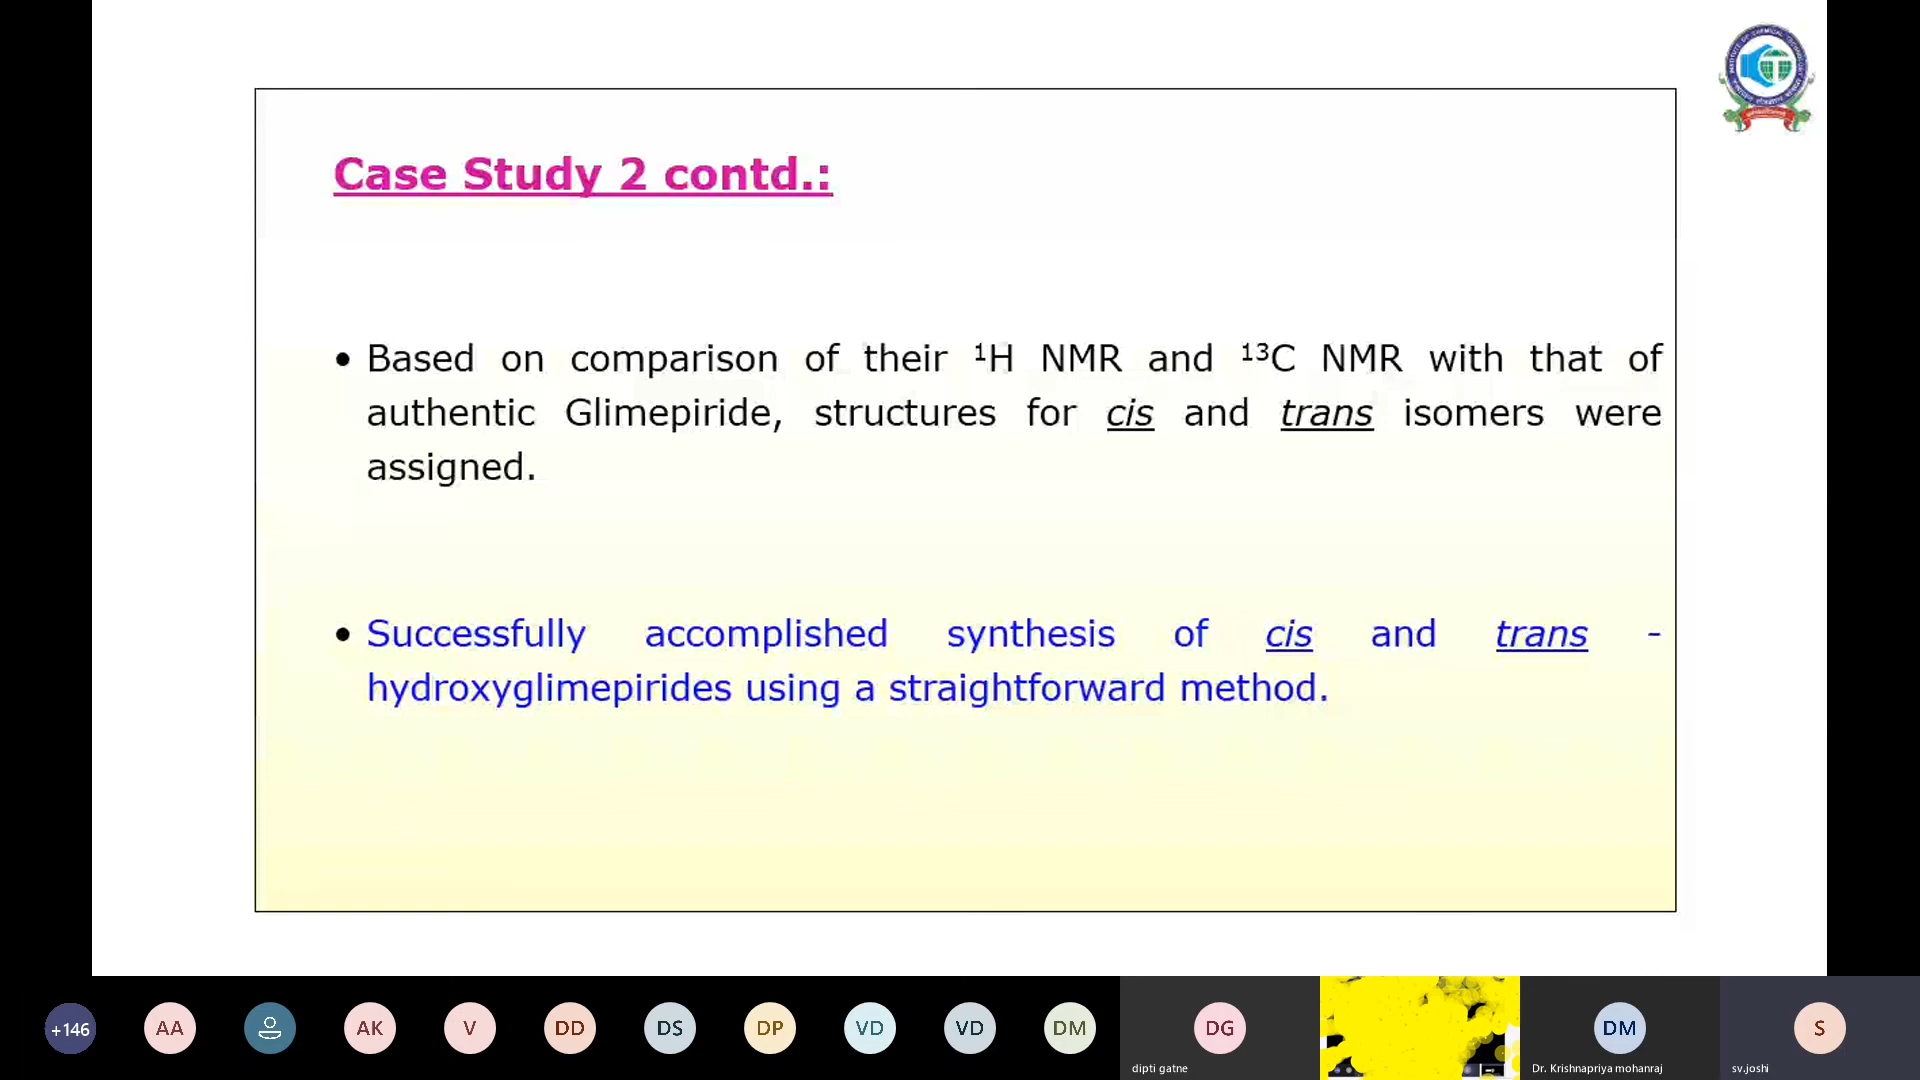 Case Study 2 contd.:
• Based on comparison of their ¹H NMR and ¹³C NMR with that of
authentic Glimepiride, structures for cis and trans isomers were
assigned.
• Successfully accomplished synthesis of cis and trans -
hydroxyglimepirides using a straightforward method.
+146
AA
AK
V
DD
DS
DP
VD
VD
DM
DG
dipti gatne
DM
Dr. Krishnapriya mohanraj
S
sv.joshi